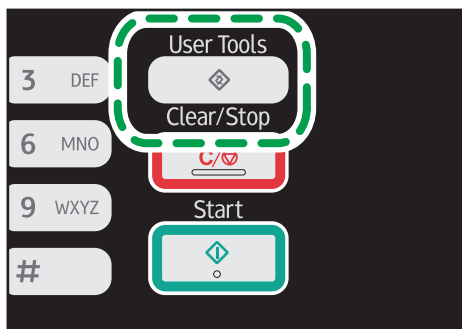 User Tools
3 DEF
Clear/Stop
6 MNO
C/
9 WXYZ
Start
#